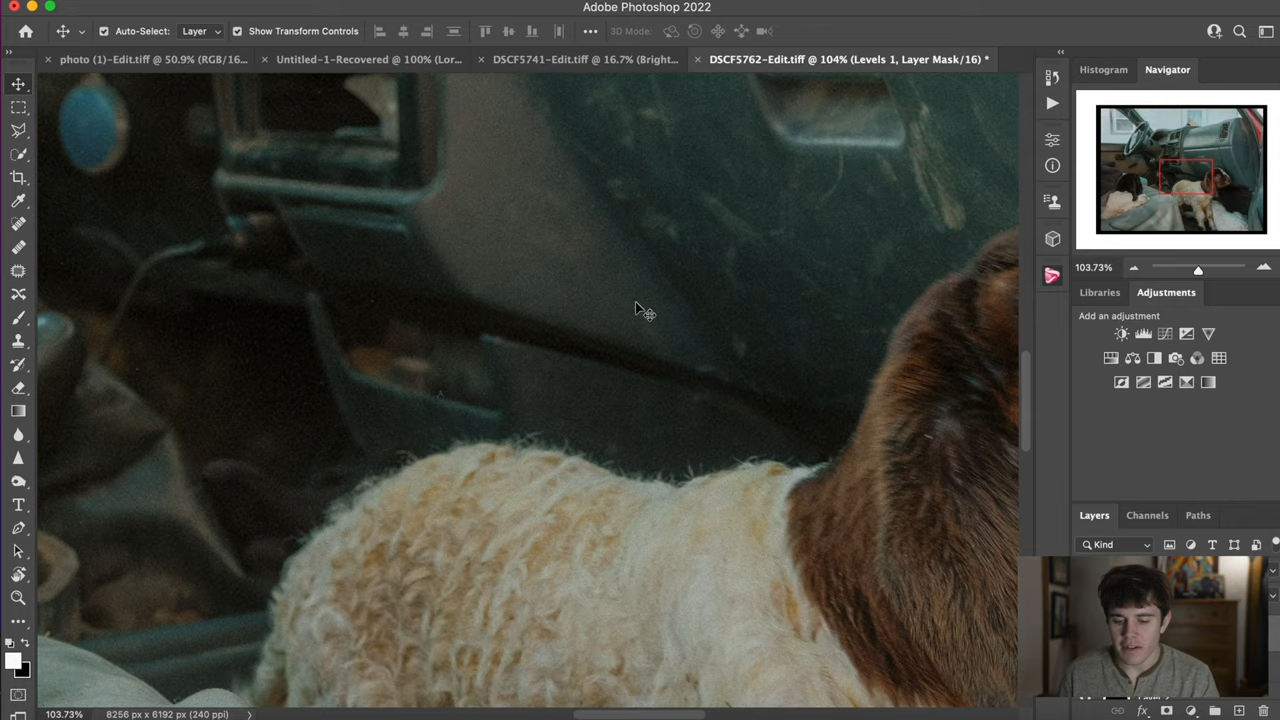 Adobe Photoshop 2022
Auto-Select: Layer Show Transform Controls 3D Mode:
photo (1)-Edit.tiff @ 50.9% (RGB/16... Untitled-1-Recovered @ 100% (Lor... DSCF5741-Edit.tiff @ 16.7% (Bright... DSCF5762-Edit.tiff @ 104% (Levels 1, Layer Mask/16) *
Histogram Navigator
103.73%
Libraries Adjustments
Add an adjustment
Layers Channels Paths
Kind
103.73% 8256 px x 6192 px (240 ppi)